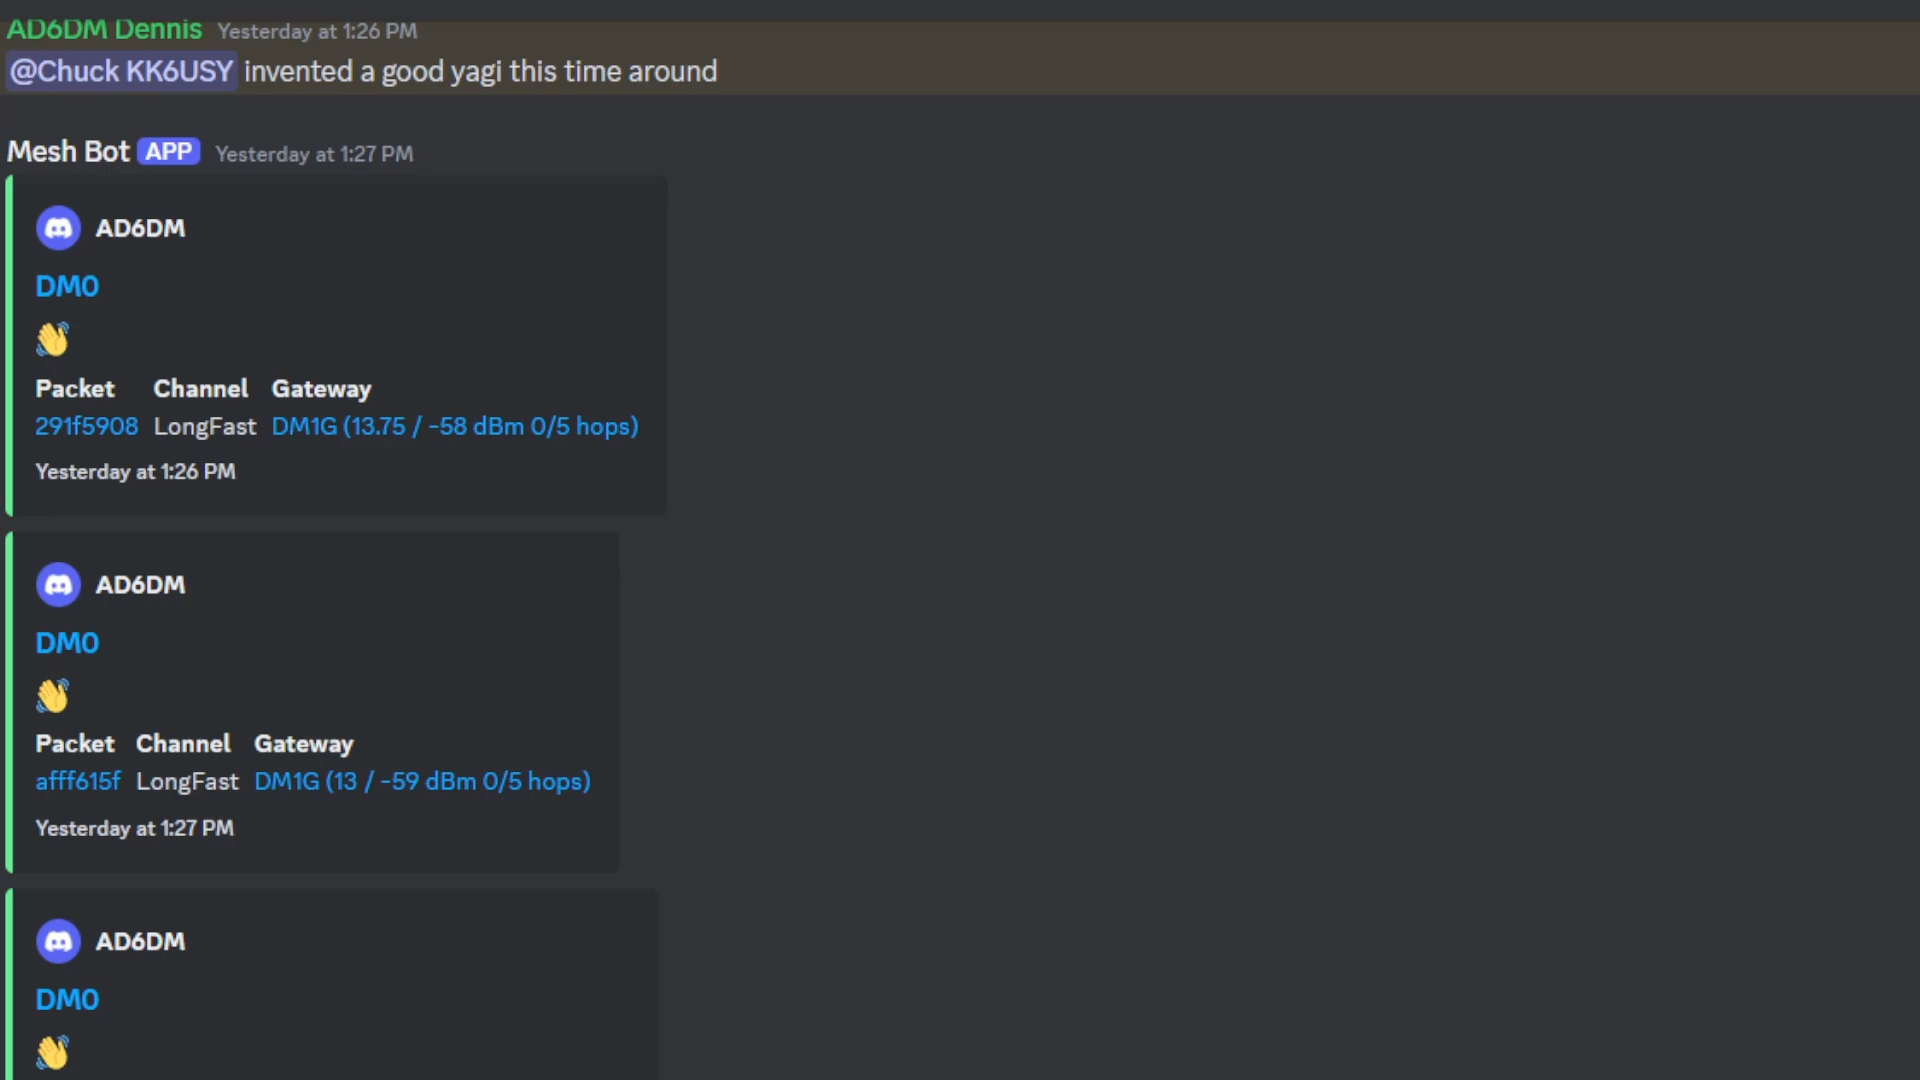 AD6DM Dennis Yesterday at 1:26 PM
@Chuck KK6USY invented a good yagi this time around
Mesh Bot APP Yesterday at 1:27 PM
AD6DM
DM0
👋
Packet Channel Gateway
291f5908 LongFast DM1G (13.75 / -58 dBm 0/5 hops)
Yesterday at 1:26 PM
AD6DM
DM0
👋
Packet Channel Gateway
afff615f LongFast DM1G (13 / -59 dBm 0/5 hops)
Yesterday at 1:27 PM
AD6DM
DM0
👋